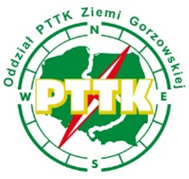 Oddział PTTK Ziemi Gorzowskiej
N
W PTTK E
S